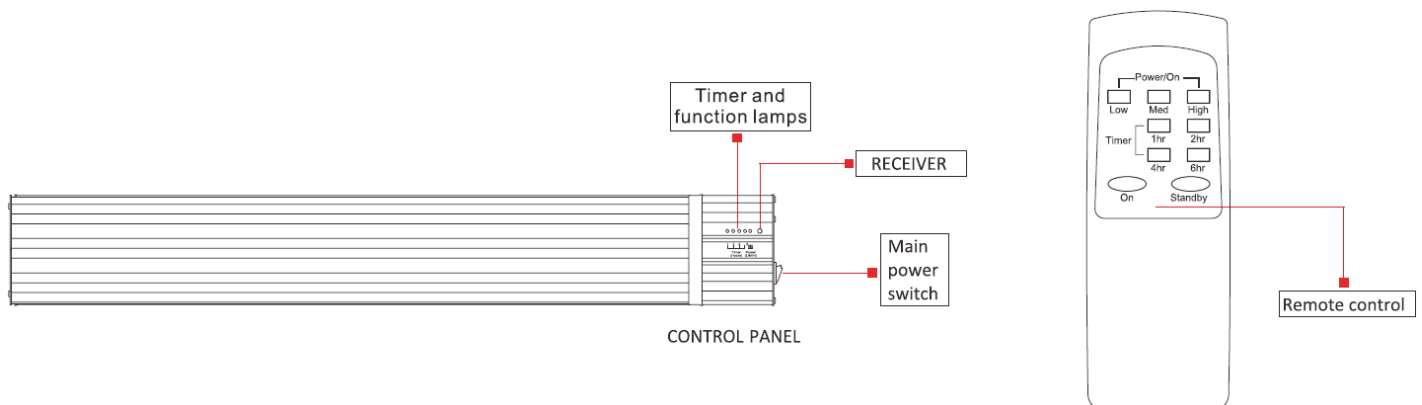 Timer and
function lamps
RECEIVER
Main
power
switch
CONTROL PANEL
Power/On
Low Med High
Timer
1hr 2hr
4hr 6hr
On Standby
Remote control